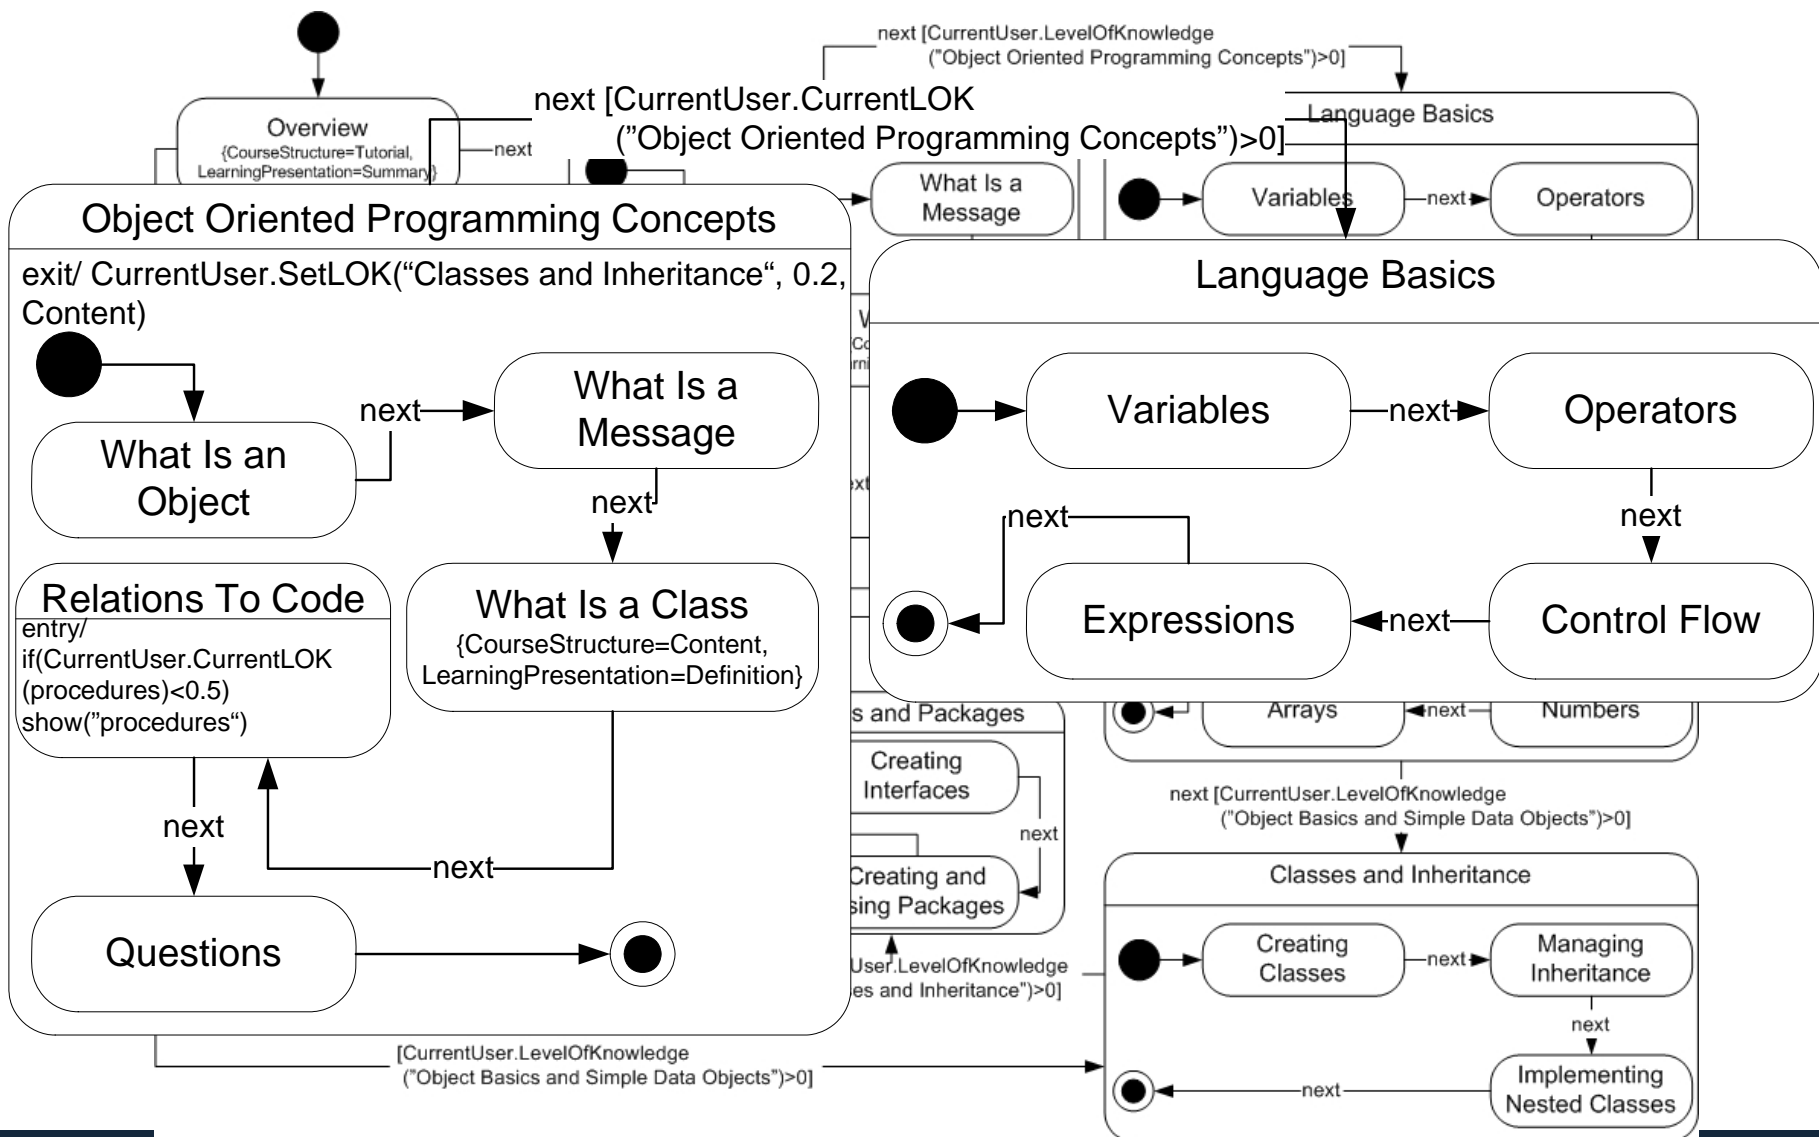 next [CurrentUser.LevelOfKnowledge
("Object Oriented Programming Concepts")>0]
next [CurrentUser.CurrentLOK
("Object Oriented Programming Concepts")>0]
Overview
{CourseStructure=Tutorial,
LearningPresentation=Summary}
next
Language Basics
What Is a
Message
Variables
next
Operators
Object Oriented Programming Concepts
exit/ CurrentUser.SetLOK(“Classes and Inheritance“, 0.2,
Content)
What Is an
Object
next
What Is a
Message
next
What Is a Class
{CourseStructure=Content,
LearningPresentation=Definition}
Relations To Code
entry/
if(CurrentUser.CurrentLOK
(procedures)<0.5)
show(”procedures“)
next
next
Questions
Language Basics
Variables
next
Operators
next
Control Flow
next
Expressions
next
Arrays
next
Numbers
s and Packages
Creating
Interfaces
next
Creating and
sing Packages
User.LevelOfKnowledge
es and Inheritance")>0]
next [CurrentUser.LevelOfKnowledge
("Object Basics and Simple Data Objects")>0]
Classes and Inheritance
Creating
Classes
next
Managing
Inheritance
next
Implementing
Nested Classes
next
[CurrentUser.LevelOfKnowledge
("Object Basics and Simple Data Objects")>0]